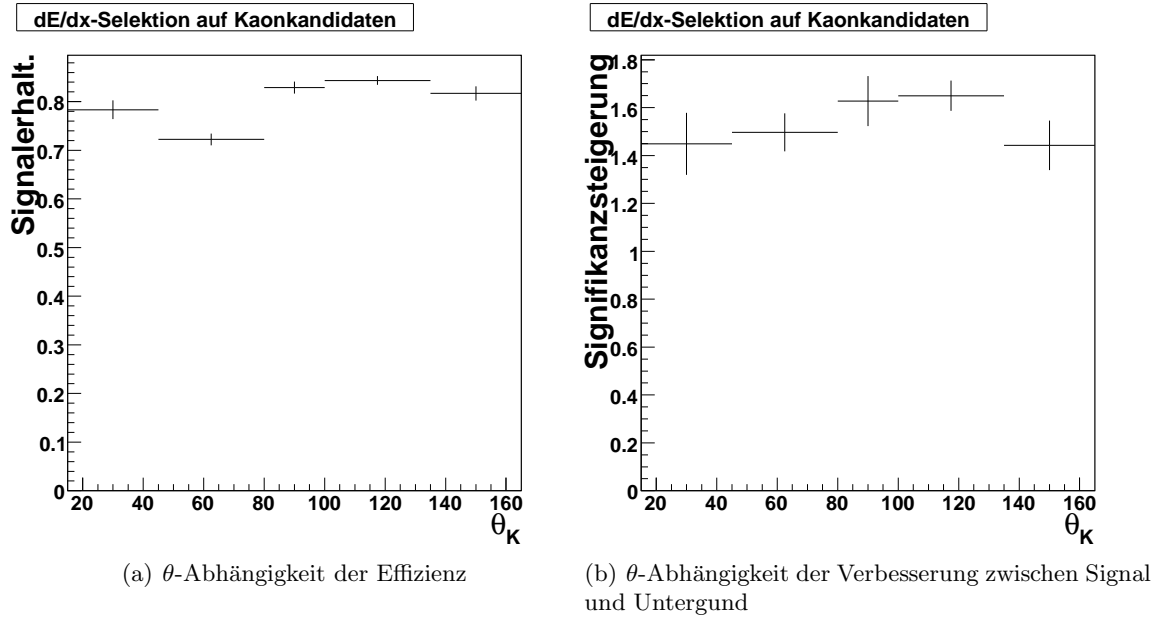 dE/dx-Selektion auf Kaonkandidaten
Signalerhalt.
0.8
0.7
0.6
0.5
0.4
0.3
0.2
0.1
0
20 40 60 80 100 120 140 160
θK
(a) θ-Abhängigkeit der Effizienz
dE/dx-Selektion auf Kaonkandidaten
Signifikanzsteigerung
1.8
1.6
1.4
1.2
1
0.8
0.6
0.4
0.2
0
20 40 60 80 100 120 140 160
θK
(b) θ-Abhängigkeit der Verbesserung zwischen Signal
und Untergund